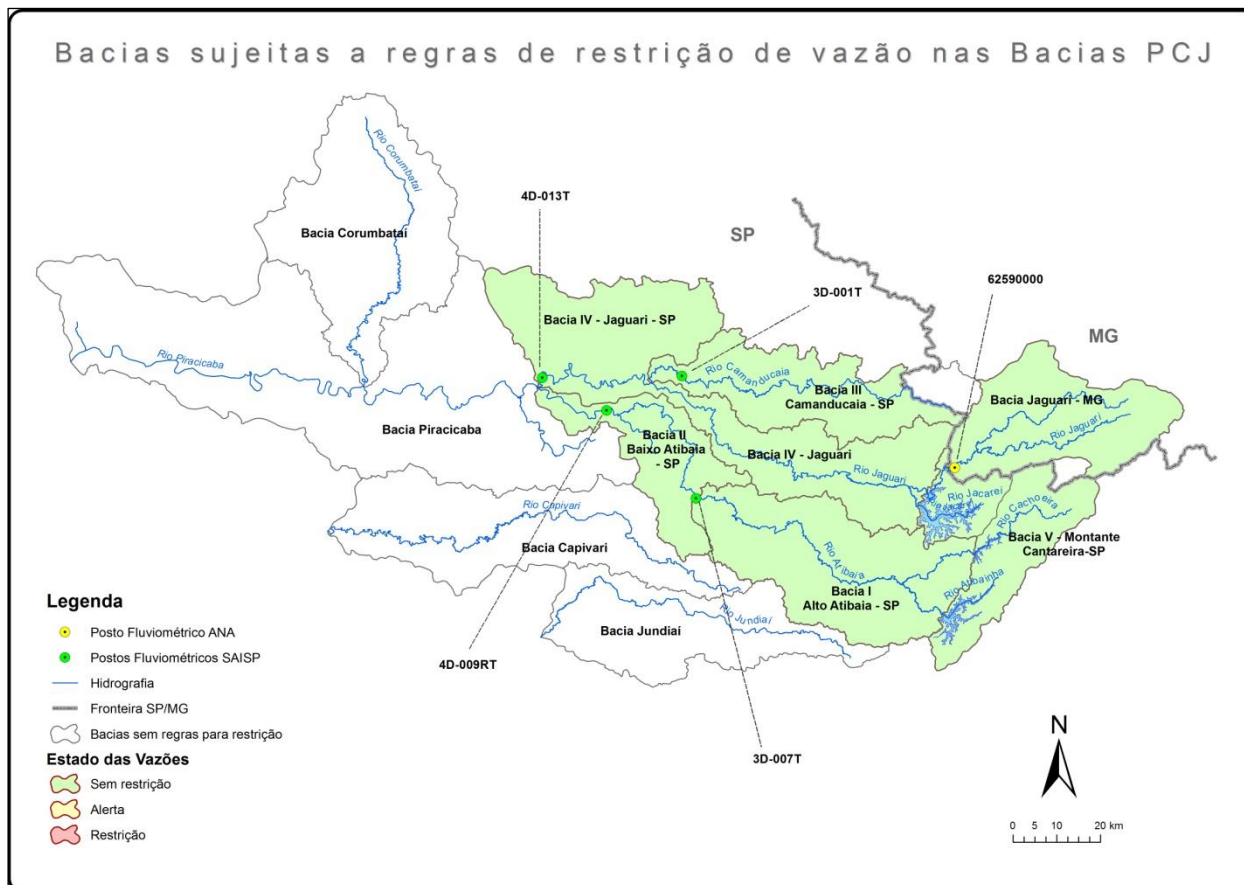 Bacias sujeitas a regras de restrição de vazão nas Bacias PCJ
Rio Corumbataí
4D-013T
Bacia Corumbataí
SP
62590000
3D-001T
Bacia IV - Jaguari - SP
MG
Rio Piracicaba
Rio Camanducaia
Bacia III
Camanducaia - SP
Bacia Jaguari - MG
Bacia Piracicaba
Bacia II
Baixo Atibaia
- SP
Rio Jaguari
Bacia IV - Jaguari
Rio Jaguari
Rio Jacareí
Rio Cachoeira
Rio Capivari
Bacia V - Montante
Cantareira-SP
Bacia Capivari
Rio Atibaia
Rio Atibainha
Bacia I
Alto Atibaia - SP
Rio Jundiaí
Bacia Jundiaí
4D-009RT
3D-007T
Legenda
Posto Fluviométrico ANA
Postos Fluviométricos SAISP
Hidrografia
Fronteira SP/MG
Bacias sem regras para restrição
Estado das Vazões
Sem restrição
Alerta
Restrição
N
0 5 10 20 km